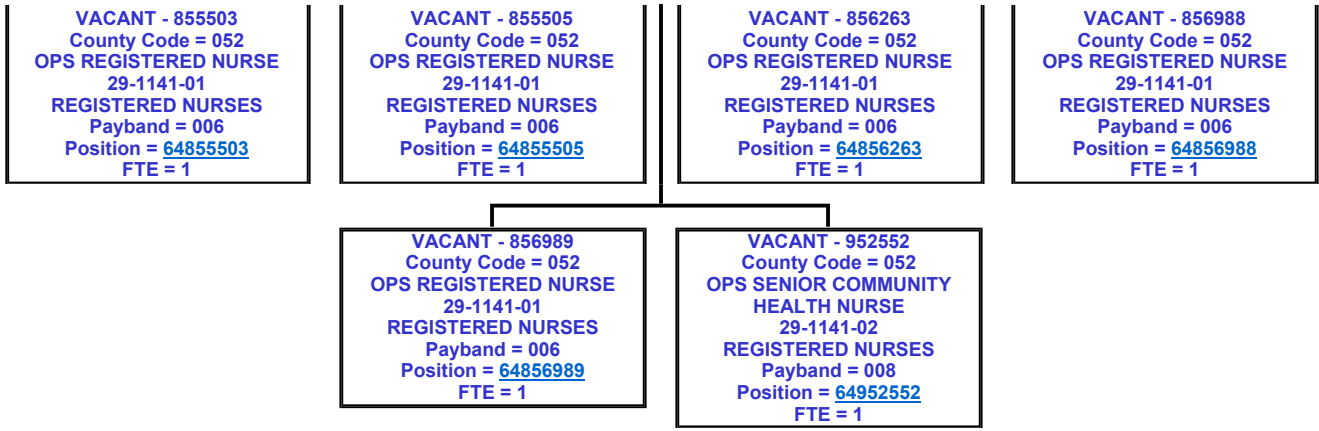 VACANT - 855503
County Code = 052
OPS REGISTERED NURSE
29-1141-01
REGISTERED NURSES
Payband = 006
Position = 64855503
FTE = 1
VACANT - 855505
County Code = 052
OPS REGISTERED NURSE
29-1141-01
REGISTERED NURSES
Payband = 006
Position = 64855505
FTE = 1
VACANT - 856263
County Code = 052
OPS REGISTERED NURSE
29-1141-01
REGISTERED NURSES
Payband = 006
Position = 64856263
FTE = 1
VACANT - 856988
County Code = 052
OPS REGISTERED NURSE
29-1141-01
REGISTERED NURSES
Payband = 006
Position = 64856988
FTE = 1
VACANT - 856989
County Code = 052
OPS REGISTERED NURSE
29-1141-01
REGISTERED NURSES
Payband = 006
Position = 64856989
FTE = 1
VACANT - 952552
County Code = 052
OPS SENIOR COMMUNITY
HEALTH NURSE
29-1141-02
REGISTERED NURSES
Payband = 008
Position = 64952552
FTE = 1